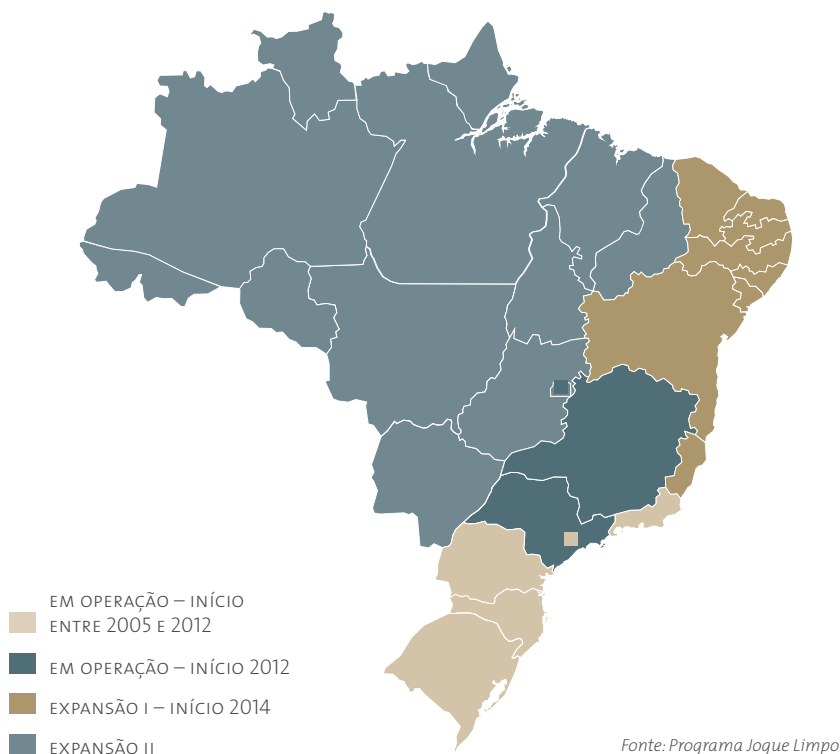 EM OPERAÇÃO – INÍCIO
ENTRE 2005 E 2012
EM OPERAÇÃO – INÍCIO 2012
EXPANSÃO I – INÍCIO 2014
EXPANSÃO II
Fonte: Programa Jogue Limpo